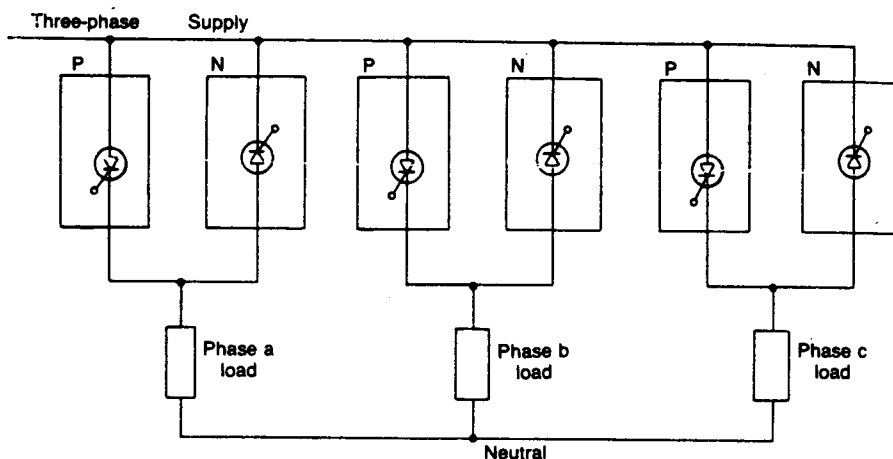 Three-phase Supply
P N P N P N
Phase a
load
Phase b
load
Phase c
load
Neutral